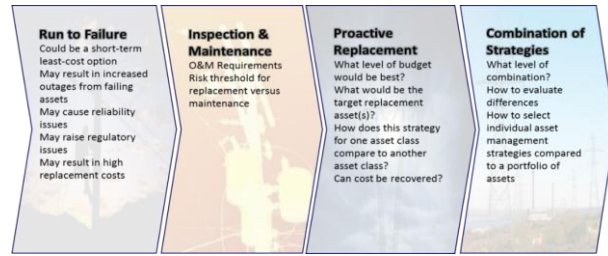 Run to Failure
Could be a short-term
least-cost option
May result in increased
outages from failing
assets
May cause reliability
issues
May raise regulatory
issues
May result in high
replacement costs
Inspection &
Maintenance
O&M Requirements
Risk threshold for
replacement versus
maintenance
Proactive
Replacement
What level of budget
would be best?
What would be the
target replacement
asset(s)?
How does this strategy
for one asset class
compare to another
asset class?
Can cost be recovered?
Combination of
Strategies
What level of
combination?
How to evaluate
differences
How to select
individual asset
management
strategies compared
to a portfolio of
assets